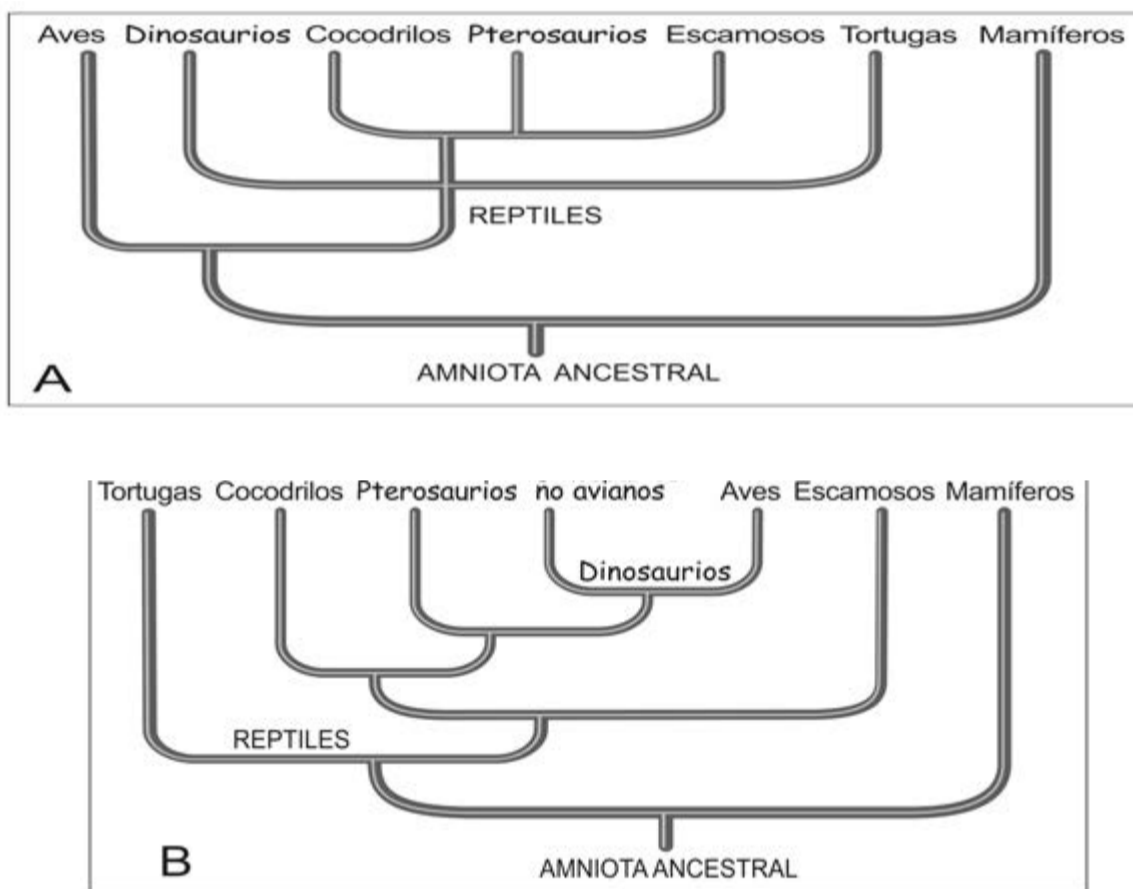 Aves Dinosaurios Cocodrilos Pterosaurios Escamosos Tortugas Mamíferos
REPTILES
AMNIOTA ANCESTRAL
A
Tortugas Cocodrilos Pterosaurios no avianos Aves Escamosos Mamíferos
Dinosaurios
REPTILES
B
AMNIOTA ANCESTRAL